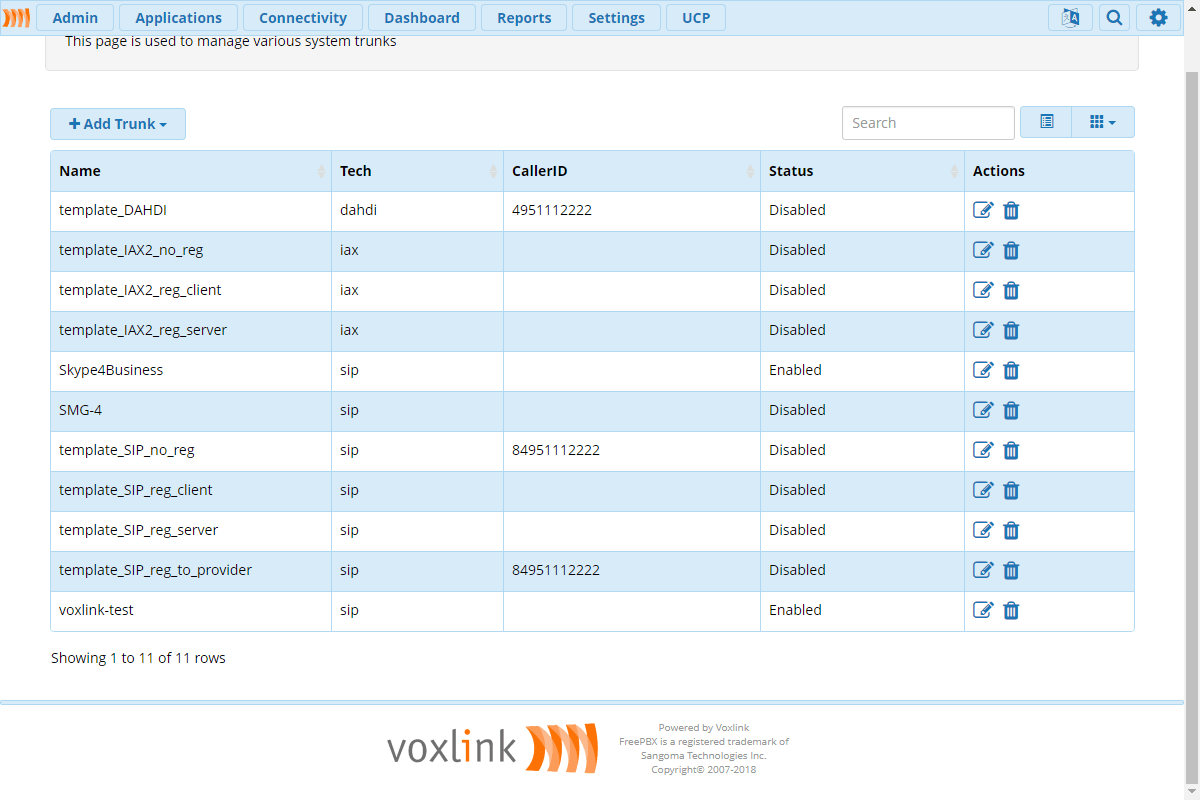 Admin Applications Connectivity Dashboard Reports Settings UCP
This page is used to manage various system trunks
Add Trunk Search
Name Tech CallerID Status Actions
template_DAHDI dahdi 4951112222 Disabled
template_IAX2_no_reg iax Disabled
template_IAX2_reg_client iax Disabled
template_IAX2_reg_server iax Disabled
Skype4Business sip Enabled
SMG-4 sip Disabled
template_SIP_no_reg sip 84951112222 Disabled
template_SIP_reg_client sip Disabled
template_SIP_reg_server sip Disabled
template_SIP_reg_to_provider sip 84951112222 Disabled
voxlink-test sip Enabled
Showing 1 to 11 of 11 rows
voxlink
Powered by Voxlink
FreePBX is a registered trademark of
Sangoma Technologies Inc.
Copyright© 2007-2018